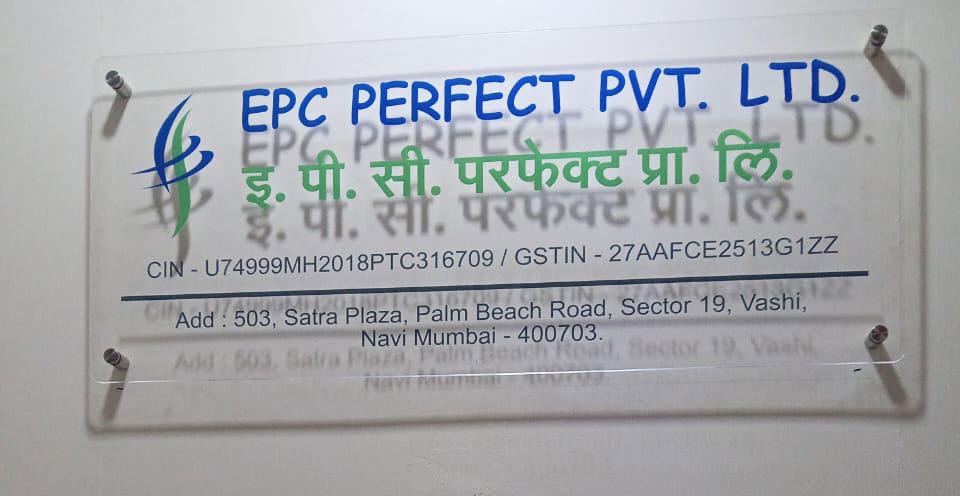 EPC PERFECT PVT. LTD.
इ. पी. सी. परफेक्ट प्रा. लि.
CIN - U74999MH2018PTC316709 / GSTIN - 27AAFCE2513G1ZZ
Add : 503, Satra Plaza, Palm Beach Road, Sector 19, Vashi,
Navi Mumbai - 400703.